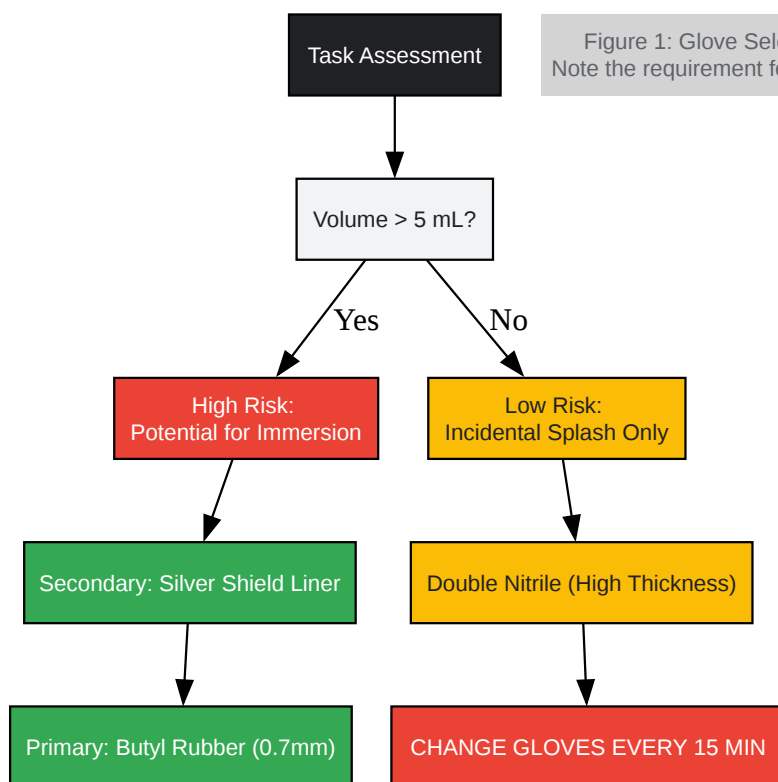 Task Assessment
Figure 1: Glove
Note the requirement
Volume > 5 mL?
Yes
No
High Risk:
Potential for Immersion
Low Risk:
Incidental Splash Only
Secondary: Silver Shield Liner
Double Nitrile (High Thickness)
Primary: Butyl Rubber (0.7mm)
CHANGE GLOVES EVERY 15 MIN